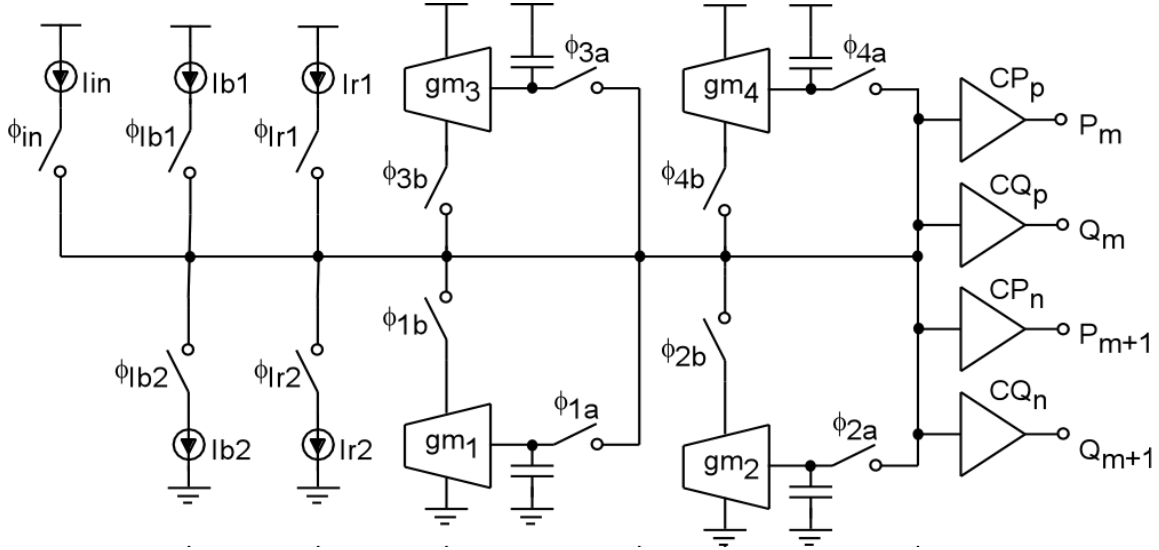 Iin Ib1 Ir1 gm3 ϕ3a gm4 ϕ4a CPp Pm
ϕin ϕIb1 ϕIr1 ϕ3b ϕ4b CQp Qm
ϕIb2 ϕIr2 ϕ1b ϕ2b CPn Pm+1
Ib2 Ir2 gm1 ϕ1a gm2 ϕ2a CQn Qm+1